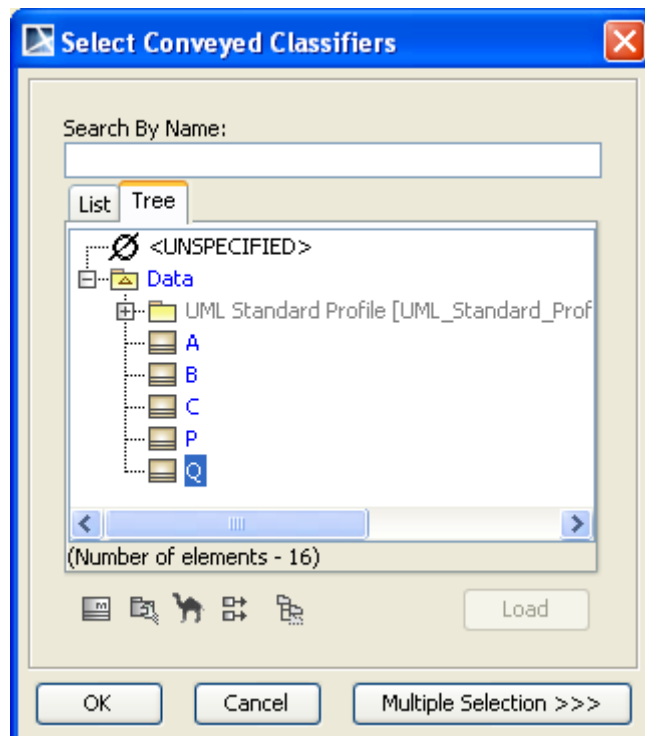 Select Conveyed Classifiers
Search By Name:
List Tree
<UNSPECIFIED>
Data
UML Standard Profile [UML_Standard_Prof
A
B
C
P
Q
(Number of elements - 16)
Load
OK Cancel Multiple Selection >>>